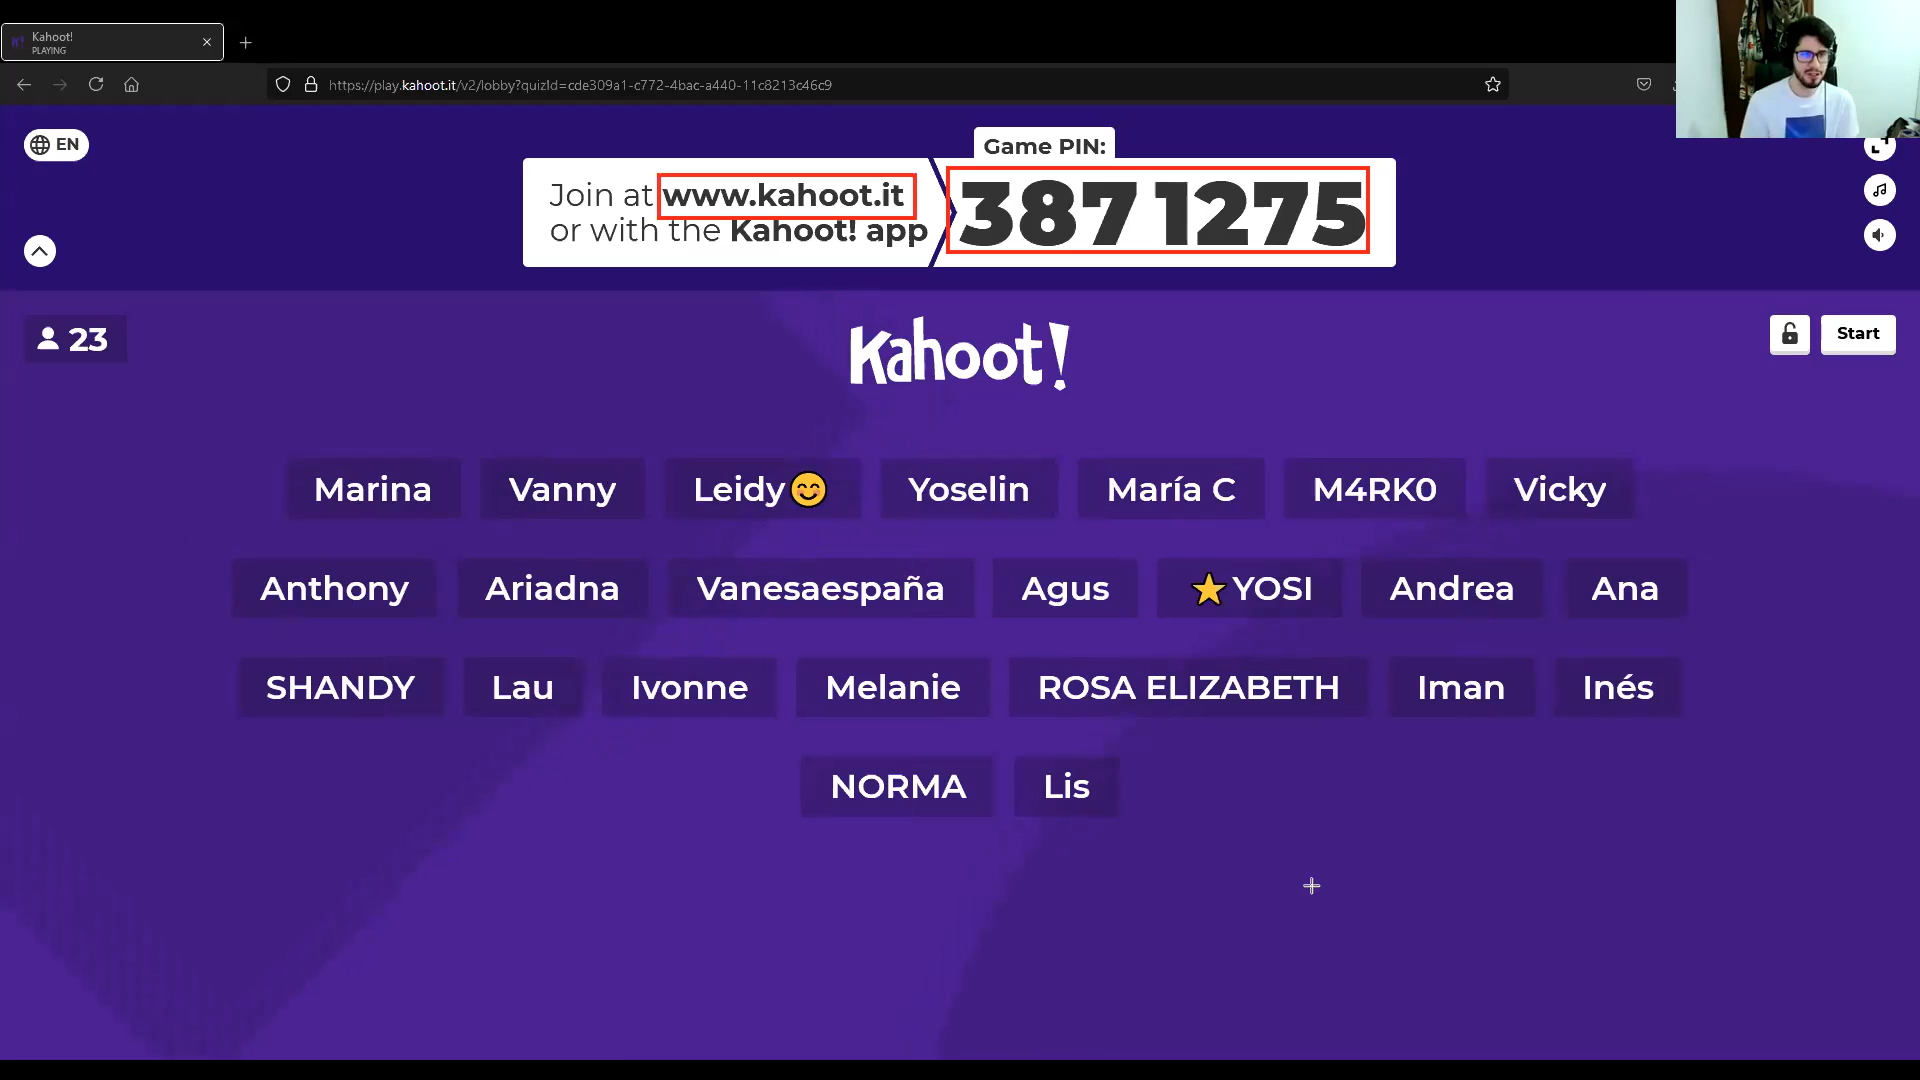 Kahoot!
PLAYING
https://play.kahoot.it/v2/lobby?quizId=cde309a1-c772-4bac-a440-11c8213c46c9
EN
Game PIN:
Join at www.kahoot.it
or with the Kahoot! app
387 1275
23
Kahoot!
Start
Marina Vanny Leidy😊 Yoselin María C M4RK0 Vicky
Anthony Ariadna Vanesaespaña Agus ⭐YOSI Andrea Ana
SHANDY Lau Ivonne Melanie ROSA ELIZABETH Iman Inés
NORMA Lis